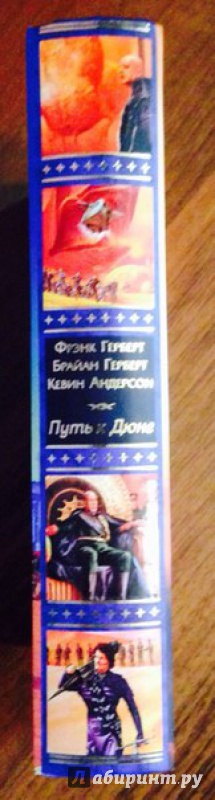 Фрэнк Герберт
Брайан Герберт
Кевин Андерсон
Путь к Дюне
Лабиринт.ру